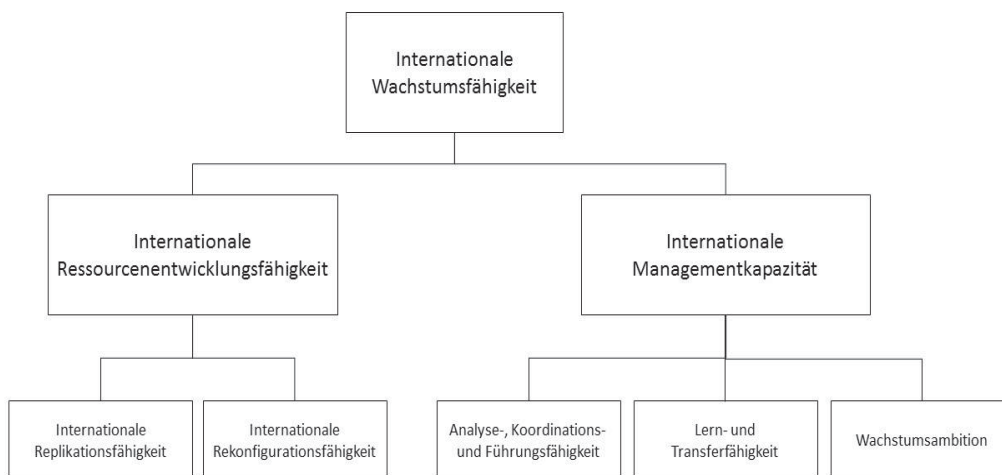 Internationale
Wachstumsfähigkeit
Internationale
Ressourcenentwicklungsfähigkeit
Internationale
Managementkapazität
Internationale
Replikationsfähigkeit
Internationale
Rekonfigurationsfähigkeit
Analyse-, Koordinations-
und Führungsfähigkeit
Lern- und
Transferfähigkeit
Wachstumsambition